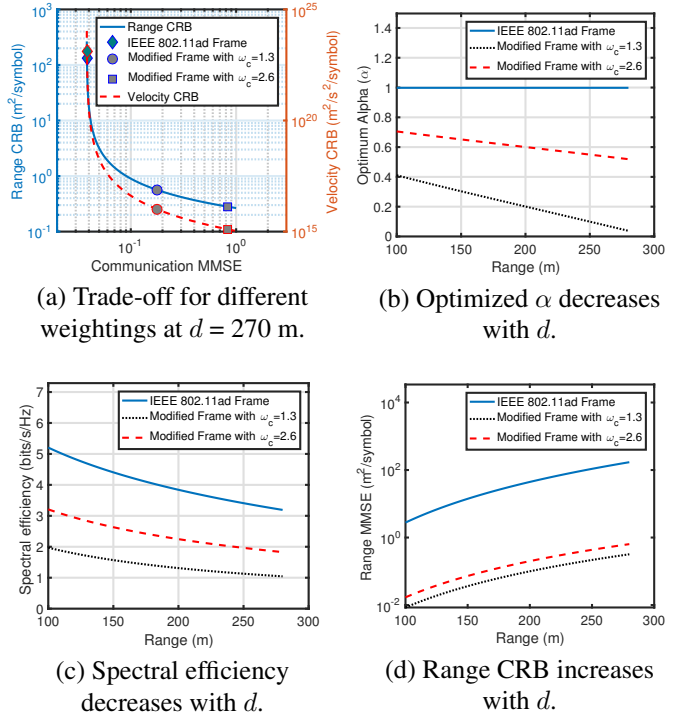 10^3
10^2
10^1
10^0
10^-1
Range CRB (m^2/symbol)
10^-1
10^0
Communication MMSE
10^25
10^20
10^15
Velocity CRB (m^2/s^2/symbol)
Range CRB
IEEE 802.11ad Frame
Modified Frame with ω_c=1.3
Modified Frame with ω_c=2.6
Velocity CRB
(a) Trade-off for different
weightings at d = 270 m.
1.6
1.4
1.2
1
0.8
0.6
0.4
0.2
0
Optimum Alpha (α)
100 150 200 250 300
Range (m)
IEEE 802.11ad Frame
Modified Frame with ω_c=1.3
Modified Frame with ω_c=2.6
(b) Optimized α decreases
with d.
7
6
5
4
3
2
1
0
Spectral efficiency (bits/s/Hz)
100 150 200 250 300
Range (m)
IEEE 802.11ad Frame
Modified Frame with ω_c=1.3
Modified Frame with ω_c=2.6
(c) Spectral efficiency
decreases with d.
10^4
10^2
10^0
10^-2
Range MMSE (m^2/symbol)
100 150 200 250 300
Range (m)
IEEE 802.11ad Frame
Modified Frame with ω_c=1.3
Modified Frame with ω_c=2.6
(d) Range CRB increases
with d.